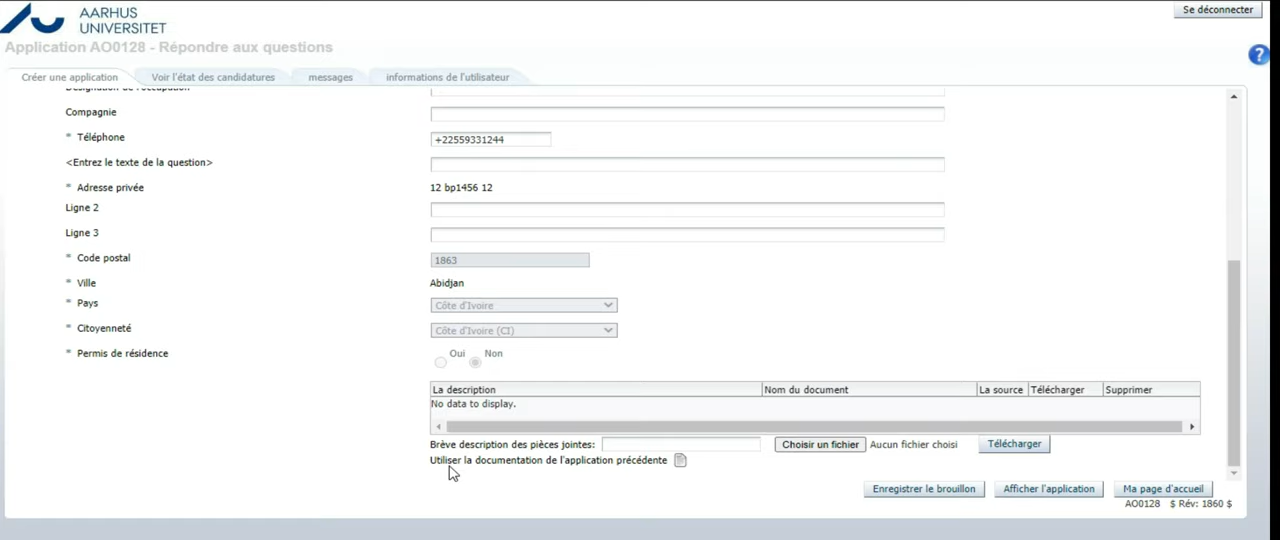 AARHUS
UNIVERSITET
Se déconnecter
Application AO0128 - Répondre aux questions
?
Créer une application Voir l'état des candidatures messages informations de l'utilisateur
Désignation de l'occupation
Compagnie
* Téléphone +22559331244
<Entrez le texte de la question>
* Adresse privée 12 bp1456 12
Ligne 2
Ligne 3
* Code postal 1863
* Ville Abidjan
* Pays Côte d'Ivoire
* Citoyenneté Côte d'Ivoire (CI)
* Permis de résidence Oui Non
La description Nom du document La source Télécharger Supprimer
No data to display.
Brève description des pièces jointes: Choisir un fichier Aucun fichier choisi Télécharger
Utiliser la documentation de l'application précédente
Enregistrer le brouillon Afficher l'application Ma page d'accueil
AO0128 $ Rév: 1860 $